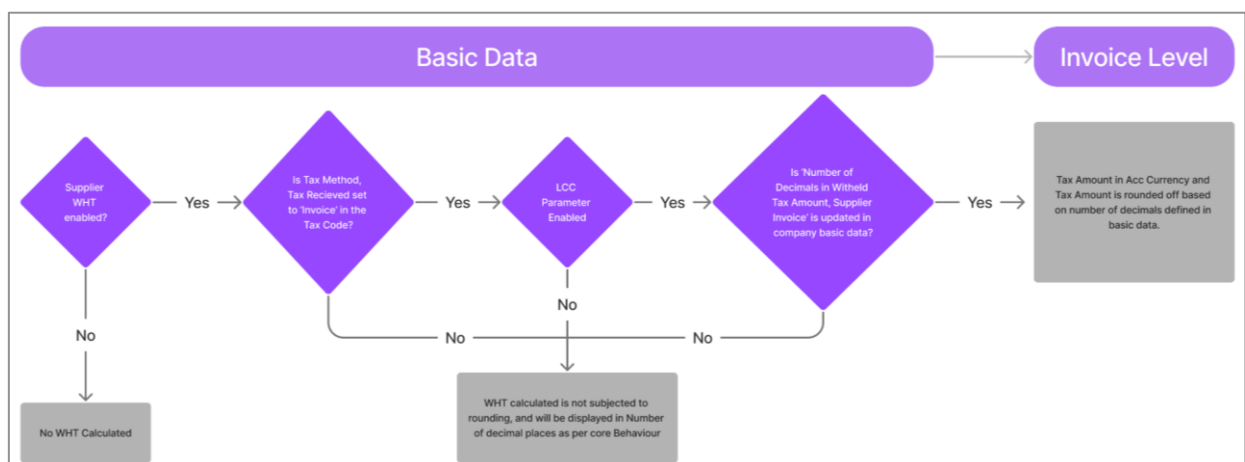 Basic Data
Invoice Level
Supplier
WHT
enabled?
Yes
Is Tax Method,
Tax Recieved set
to 'Invoice' in the
Tax Code?
Yes
LCC
Parameter
Enabled
Yes
Is 'Number of
Decimals in Witheld
Tax Amount, Supplier
Invoice' is updated in
company basic data?
Yes
Tax Amount in Acc Currency and
Tax Amount is rounded off based
on number of decimals defined in
basic data.
No
No
No
No
No WHT Calculated
WHT calculated is not subjected to
rounding, and will be displayed in Number
of decimal places as per core Behaviour